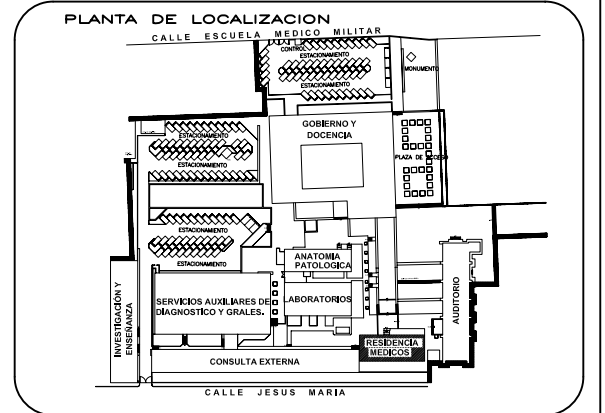 PLANTA DE LOCALIZACION
CALLE ESCUELA MEDICO MILITAR
CONTROL
ESTACIONAMIENTO
ESTACIONAMIENTO
MONUMENTO
GOBIERNO Y
DOCENCIA
ESTACIONAMIENTO
PLAZA DE ACCESO
ESTACIONAMIENTO
ESTACIONAMIENTO
ESTACIONAMIENTO
ANATOMIA
PATOLOGICA
INVESTIGACIÓN Y
ENSEÑANZA
SERVICIOS AUXILIARES DE
DIAGNOSTICO Y GRALES.
LABORATORIOS
AUDITORIO
RESIDENCIA
MEDICOS
CONSULTA EXTERNA
CALLE JESUS MARIA